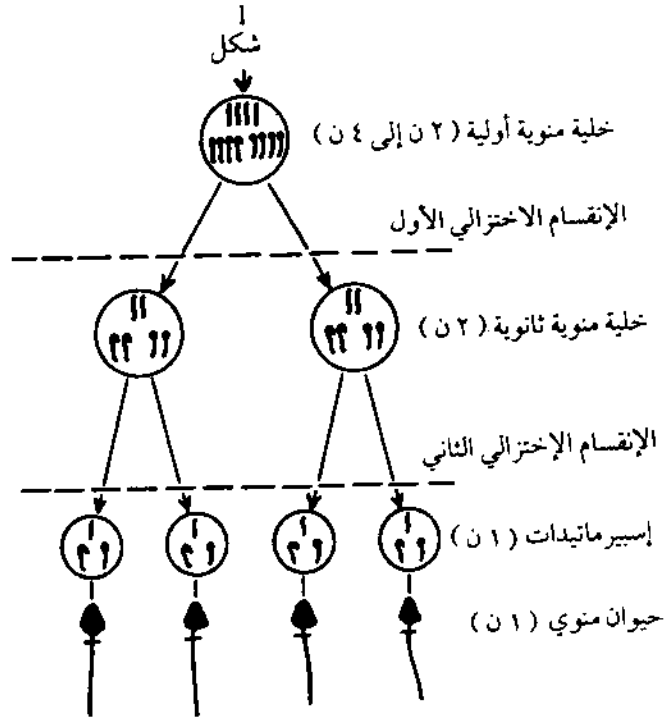 أ
شكل
خلية منوية أولية ( ٢ ن إلى ٤ ن )
الإنقسام الاختزالي الأول
خلية منوية ثانوية ( ٢ ن )
الإنقسام الإختزالي الثاني
إسبيرماتيدات ( ١ ن )
حيوان منوي ( ١ ن )